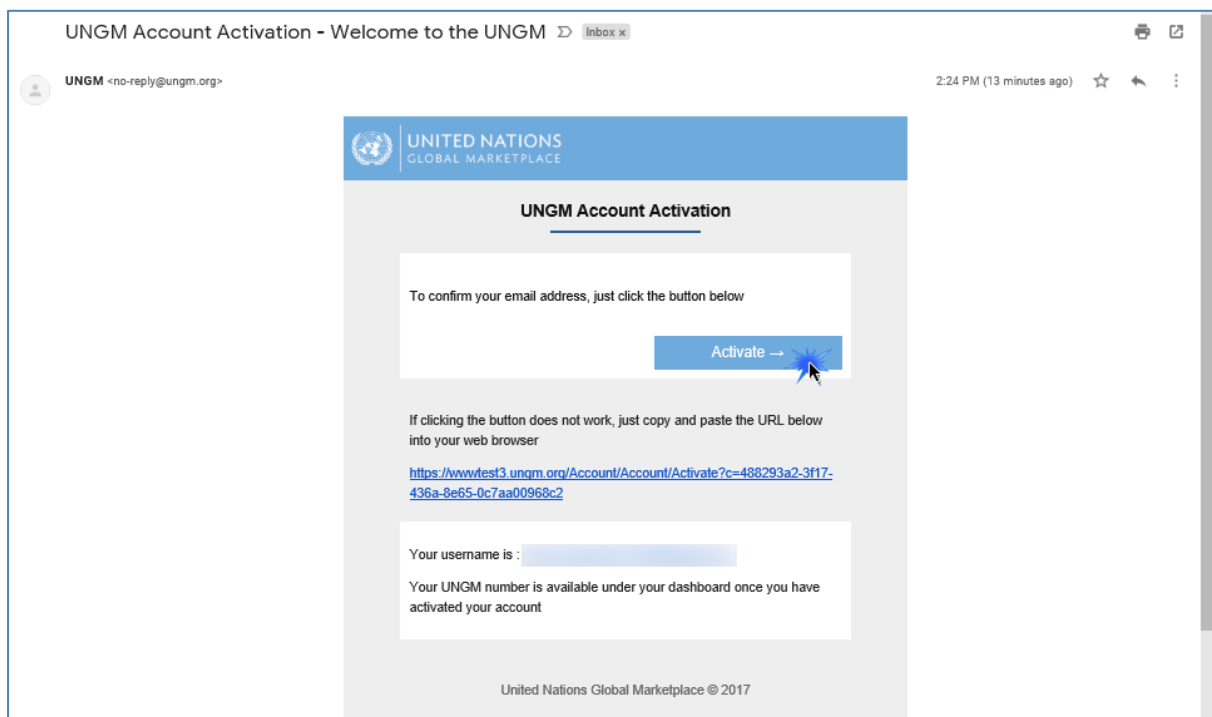 UNGM Account Activation - Welcome to the UNGM Inbox x
UNGM <no-reply@ungm.org>
2:24 PM (13 minutes ago)
UNITED NATIONS
GLOBAL MARKETPLACE
UNGM Account Activation
To confirm your email address, just click the button below
Activate →
If clicking the button does not work, just copy and paste the URL below
into your web browser
https://wwwtest3.ungm.org/Account/Account/Activate?c=488293a2-3f17-
436a-8e65-0c7aa00968c2
Your username is :
Your UNGM number is available under your dashboard once you have
activated your account
United Nations Global Marketplace © 2017